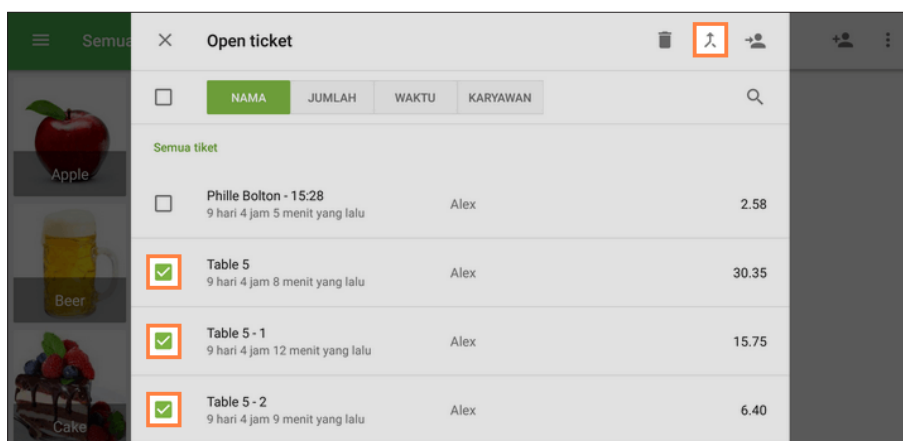 Semua
Open ticket
NAMA JUMLAH WAKTU KARYAWAN
Semua tiket
Apple
Phille Bolton - 15:28
9 hari 4 jam 5 menit yang lalu
Alex
2.58
Table 5
9 hari 4 jam 8 menit yang lalu
Alex
30.35
Beer
Table 5 - 1
9 hari 4 jam 12 menit yang lalu
Alex
15.75
Table 5 - 2
9 hari 4 jam 9 menit yang lalu
Alex
6.40
Cake